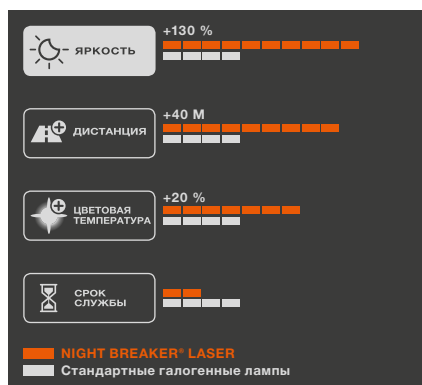 +130 %
ЯРКОСТЬ
+40 М
ДИСТАНЦИЯ
+20 %
ЦВЕТОВАЯ
ТЕМПЕРАТУРА
СРОК
СЛУЖБЫ
NIGHT BREAKER® LASER
Стандартные галогенные лампы